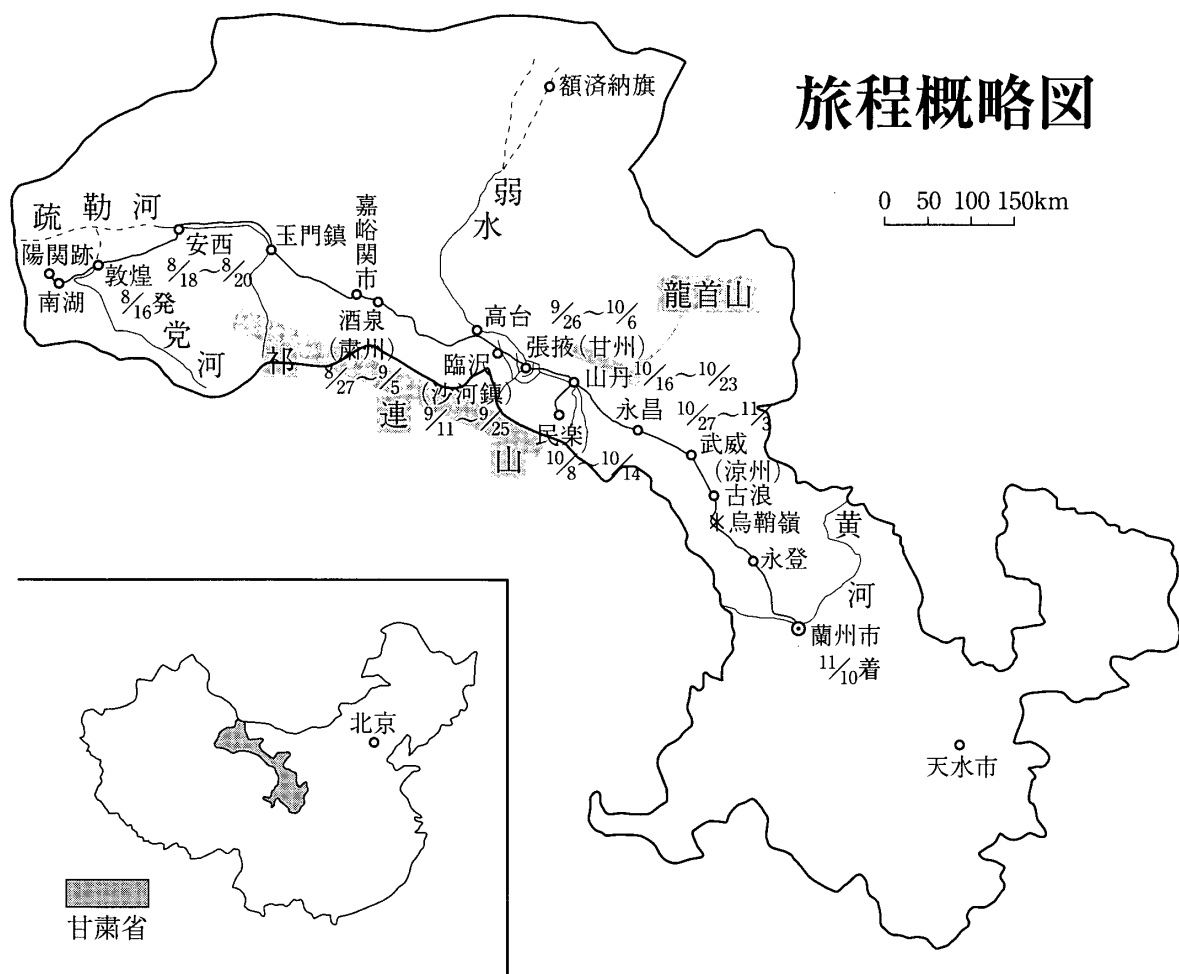 旅程概略図
0 50 100 150km
額済納旗
弱水
疏勒河
陽関跡
南湖
敦煌
8/16発
安西
8/18〜8/20
玉門鎮
嘉峪関市
酒泉
(粛州)
8/27〜9/5
党河
祁連山
高台
臨沢
(沙河鎮)
9/11〜9/25
9/26〜10/6
張掖(甘州)
龍首山
山丹
10/16〜10/23
民楽
10/8〜10/14
永昌
10/27〜11/3
武威
(涼州)
古浪
烏鞘嶺
永登
黄河
蘭州市
11/10着
天水市
北京
甘粛省